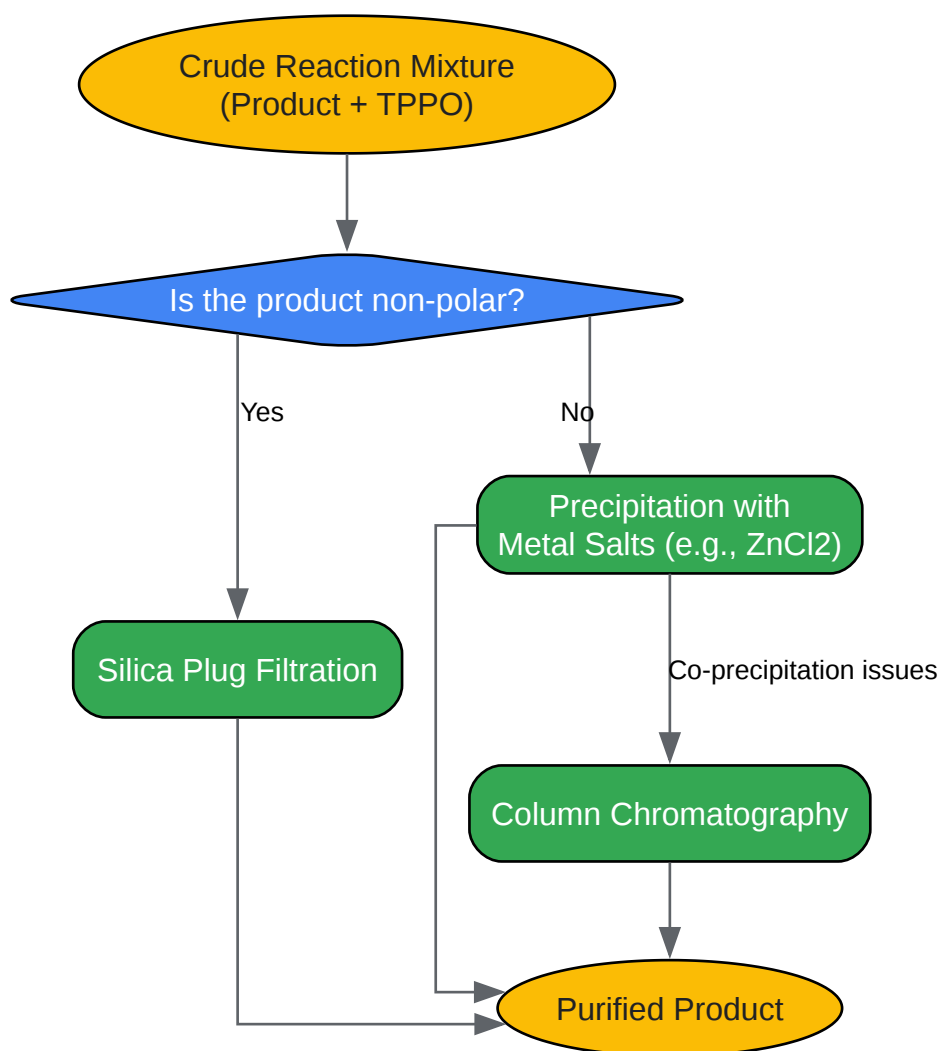 Crude Reaction Mixture
(Product + TPPO)
Is the product non-polar?
Yes
No
Precipitation with
Metal Salts (e.g., ZnCl2)
Silica Plug Filtration
Co-precipitation issues
Column Chromatography
Purified Product